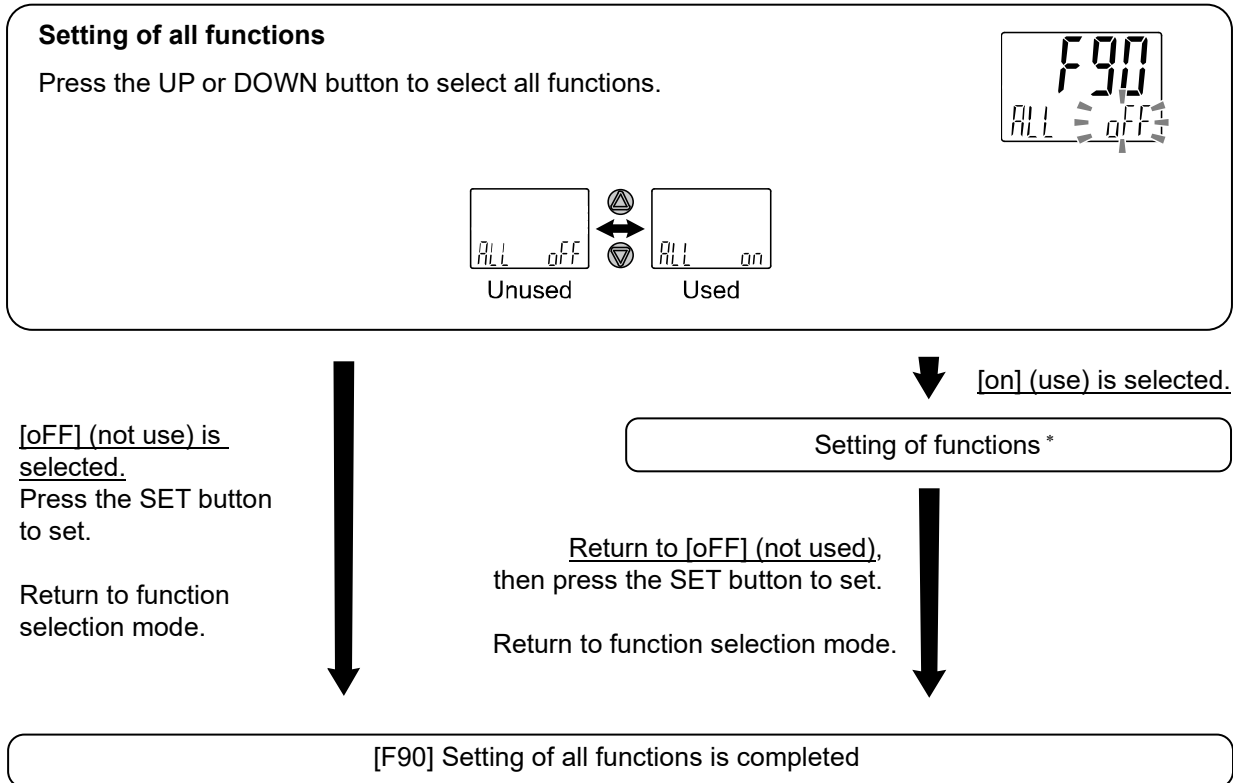 Setting of all functions
Press the UP or DOWN button to select all functions.
F90
ALL oFF
ALL oFF
ALL on
Unused
Used
[on] (use) is selected.
[oFF] (not use) is
selected.
Press the SET button
to set.
Return to function
selection mode.
Setting of functions *
Return to [oFF] (not used),
then press the SET button to set.
Return to function selection mode.
[F90] Setting of all functions is completed